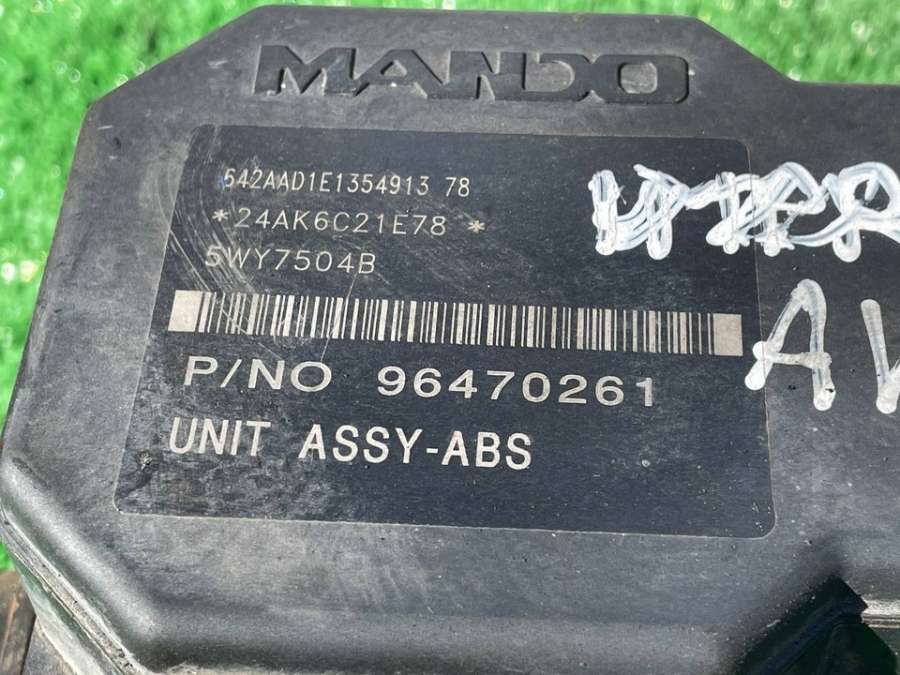 MANDO
542AAD1E1354913 78
*24AK6C21E78 *
5WY7504B
P/NO 96470261
UNIT ASSY-ABS